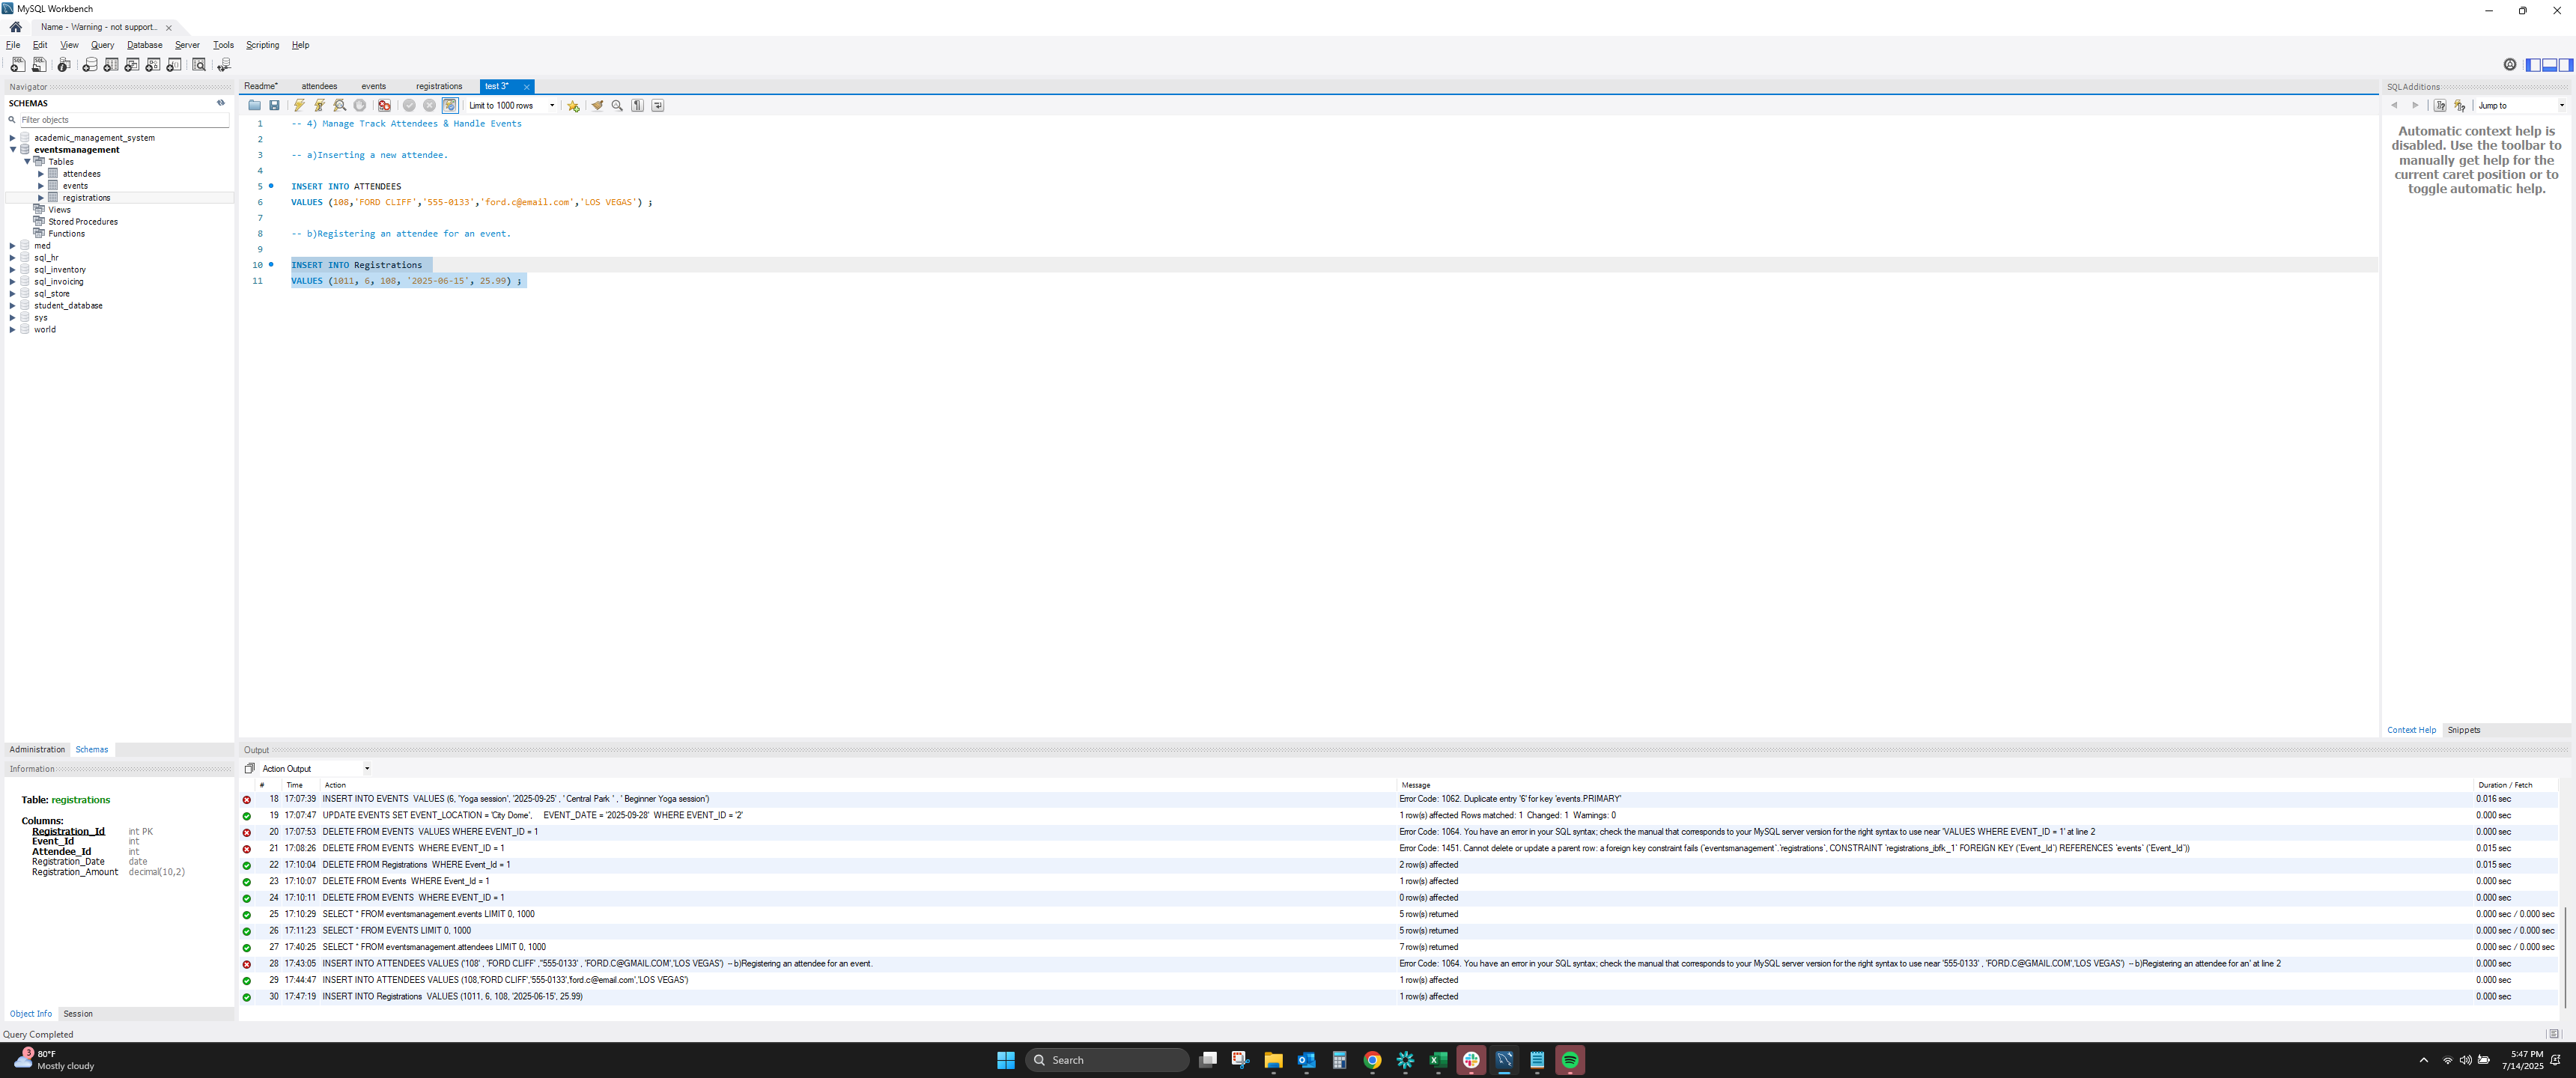 MySQL Workbench
Name - Warning - not support...
File Edit View Query Database Server Tools Scripting Help
Navigator
SCHEMAS
Filter objects
academic_management_system
eventsmanagement
Tables
attendees
events
registrations
Views
Stored Procedures
Functions
med
sql_hr
sql_inventory
sql_invoicing
sql_store
student_database
sys
world
Administration Schemas
Information
Table: registrations
Columns:
Registration_Id int PK
Event_Id int
Attendee_Id int
Registration_Date date
Registration_Amount decimal(10,2)
Object Info Session
Query Completed
Readme* attendees events registrations test 3*
Limit to 1000 rows
1 -- 4) Manage Track Attendees & Handle Events
2
3 -- a)Inserting a new attendee.
4
5 INSERT INTO ATTENDEES
6 VALUES (108,'FORD CLIFF','555-0133','ford.c@email.com','LOS VEGAS') ;
7
8 -- b)Registering an attendee for an event.
9
10 INSERT INTO Registrations
11 VALUES (1011, 6, 108, '2025-06-15', 25.99) ;
SQLAdditions
Jump to
Automatic context help is
disabled. Use the toolbar to
manually get help for the
current caret position or to
toggle automatic help.
Context Help Snippets
Output
Action Output
# Time Action Message Duration / Fetch
18 17:07:39 INSERT INTO EVENTS VALUES (6, 'Yoga session', '2025-09-25' , ' Central Park ' , ' Beginner Yoga session') Error Code: 1062. Duplicate entry '6' for key 'events.PRIMARY' 0.016 sec
19 17:07:47 UPDATE EVENTS SET EVENT_LOCATION = 'City Dome', EVENT_DATE = '2025-09-28' WHERE EVENT_ID = '2' 1 row(s) affected Rows matched: 1 Changed: 1 Warnings: 0 0.000 sec
20 17:07:53 DELETE FROM EVENTS VALUES WHERE EVENT_ID = 1 Error Code: 1064. You have an error in your SQL syntax; check the manual that corresponds to your MySQL server version for the right syntax to use near 'VALUES WHERE EVENT_ID = 1' at line 2 0.000 sec
21 17:08:26 DELETE FROM EVENTS WHERE EVENT_ID = 1 Error Code: 1451. Cannot delete or update a parent row: a foreign key constraint fails (`eventsmanagement`.`registrations`, CONSTRAINT `registrations_ibfk_1` FOREIGN KEY (`Event_Id`) REFERENCES `events` (`Event_Id`)) 0.015 sec
22 17:10:04 DELETE FROM Registrations WHERE Event_Id = 1 2 row(s) affected 0.015 sec
23 17:10:07 DELETE FROM Events WHERE Event_Id = 1 1 row(s) affected 0.000 sec
24 17:10:11 DELETE FROM EVENTS WHERE EVENT_ID = 1 0 row(s) affected 0.000 sec
25 17:10:29 SELECT * FROM eventsmanagement.events LIMIT 0, 1000 5 row(s) returned 0.000 sec / 0.000 sec
26 17:11:23 SELECT * FROM EVENTS LIMIT 0, 1000 5 row(s) returned 0.000 sec / 0.000 sec
27 17:40:25 SELECT * FROM eventsmanagement.attendees LIMIT 0, 1000 7 row(s) returned 0.000 sec / 0.000 sec
28 17:43:05 INSERT INTO ATTENDEES VALUES ('108' , 'FORD CLIFF' ,''555-0133' , 'FORD.C@GMAIL.COM','LOS VEGAS') -- b)Registering an attendee for an event. Error Code: 1064. You have an error in your SQL syntax; check the manual that corresponds to your MySQL server version for the right syntax to use near '555-0133' , 'FORD.C@GMAIL.COM','LOS VEGAS') -- b)Registering an attendee for an' at line 2 0.000 sec
29 17:44:47 INSERT INTO ATTENDEES VALUES (108,'FORD CLIFF','555-0133','ford.c@email.com','LOS VEGAS') 1 row(s) affected 0.000 sec
30 17:47:19 INSERT INTO Registrations VALUES (1011, 6, 108, '2025-06-15', 25.99) 1 row(s) affected 0.000 sec
3
80°F
Mostly cloudy
Search
5:47 PM
7/14/2025